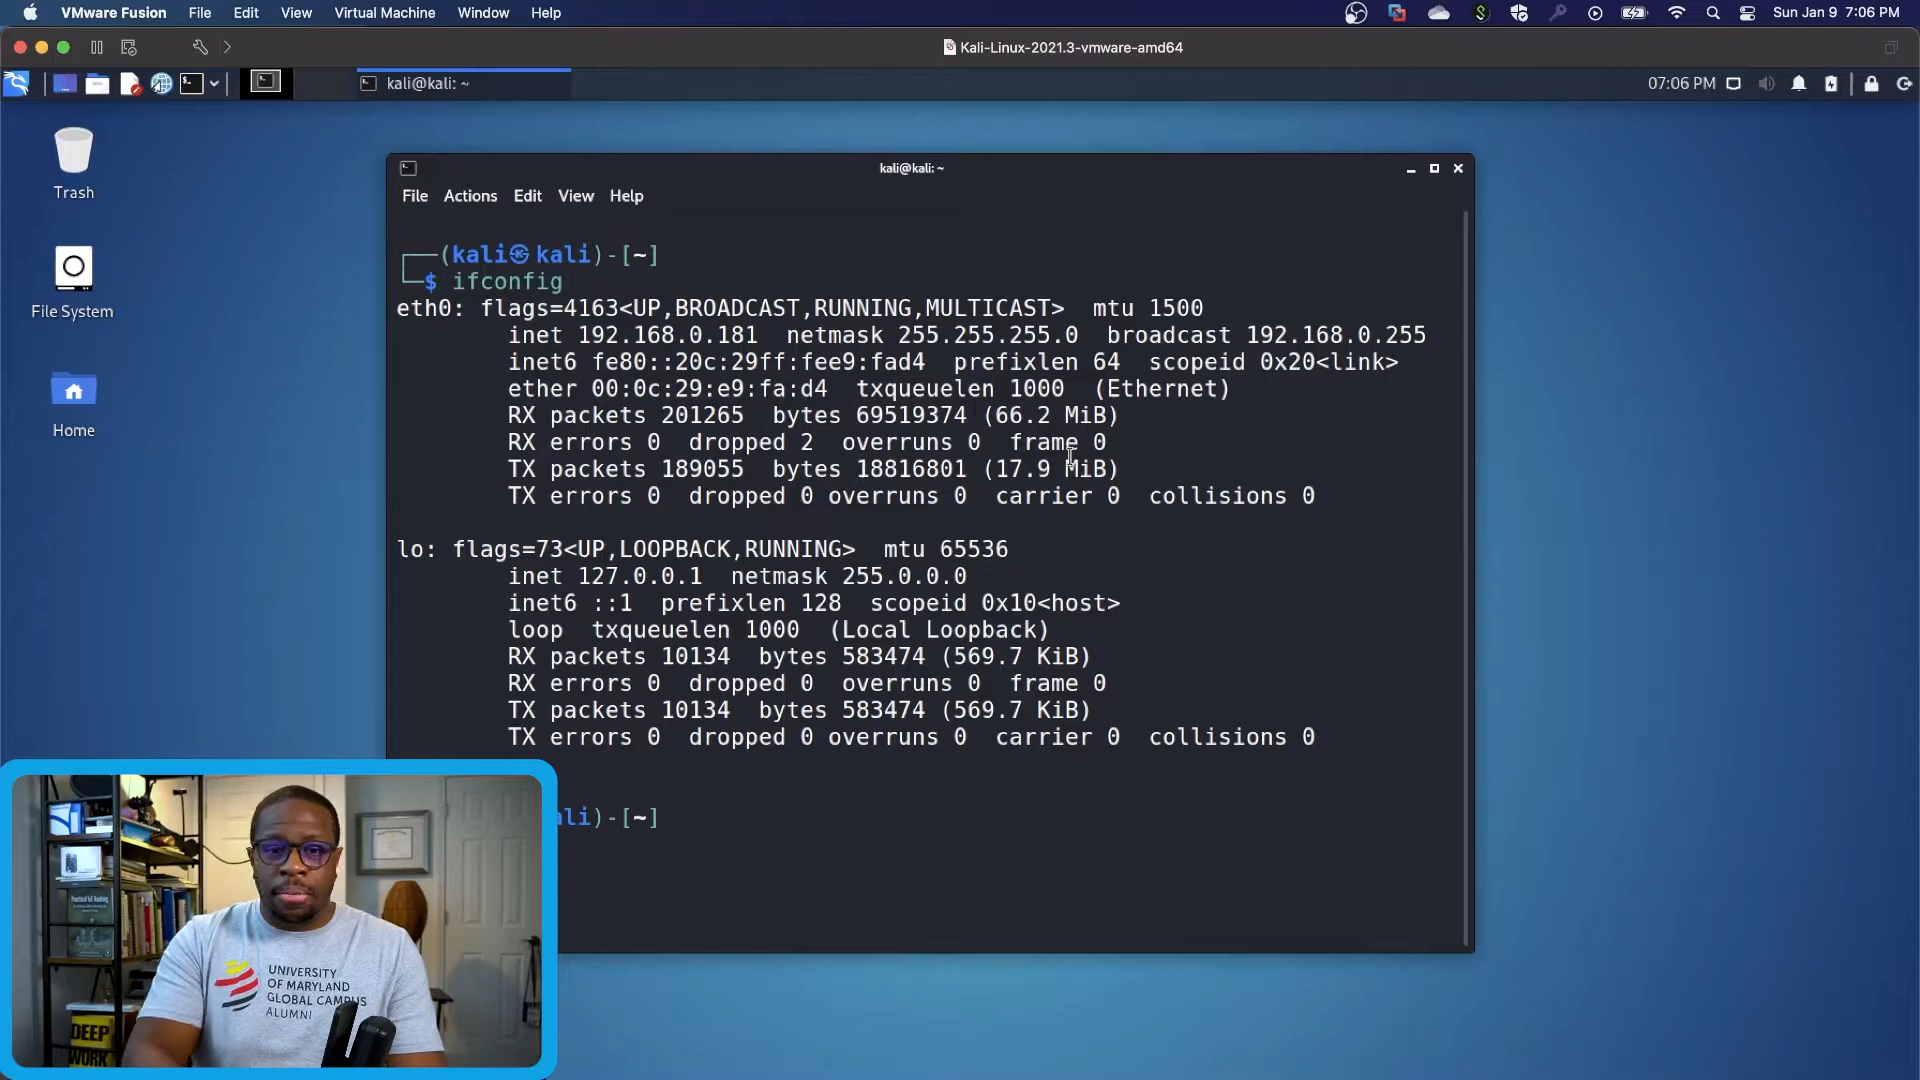 VMware Fusion File Edit View Virtual Machine Window Help Sun Jan 9 7:06 PM
Kali-Linux-2021.3-vmware-amd64
kali@kali: ~ 07:06 PM
Trash
File System
Home
kali@kali: ~
File Actions Edit View Help
┌──(kali㉿kali)-[~]
└─$ ifconfig
eth0: flags=4163<UP,BROADCAST,RUNNING,MULTICAST> mtu 1500
inet 192.168.0.181 netmask 255.255.255.0 broadcast 192.168.0.255
inet6 fe80::20c:29ff:fee9:fad4 prefixlen 64 scopeid 0x20<link>
ether 00:0c:29:e9:fa:d4 txqueuelen 1000 (Ethernet)
RX packets 201265 bytes 69519374 (66.2 MiB)
RX errors 0 dropped 2 overruns 0 frame 0
TX packets 189055 bytes 18816801 (17.9 MiB)
TX errors 0 dropped 0 overruns 0 carrier 0 collisions 0
lo: flags=73<UP,LOOPBACK,RUNNING> mtu 65536
inet 127.0.0.1 netmask 255.0.0.0
inet6 ::1 prefixlen 128 scopeid 0x10<host>
loop txqueuelen 1000 (Local Loopback)
RX packets 10134 bytes 583474 (569.7 KiB)
RX errors 0 dropped 0 overruns 0 frame 0
TX packets 10134 bytes 583474 (569.7 KiB)
TX errors 0 dropped 0 overruns 0 carrier 0 collisions 0
ali)-[~]
Practical IoT Hacking
UNIVERSITY
OF MARYLAND
GLOBAL CAMPUS
ALUMNI
DEEP
WORK